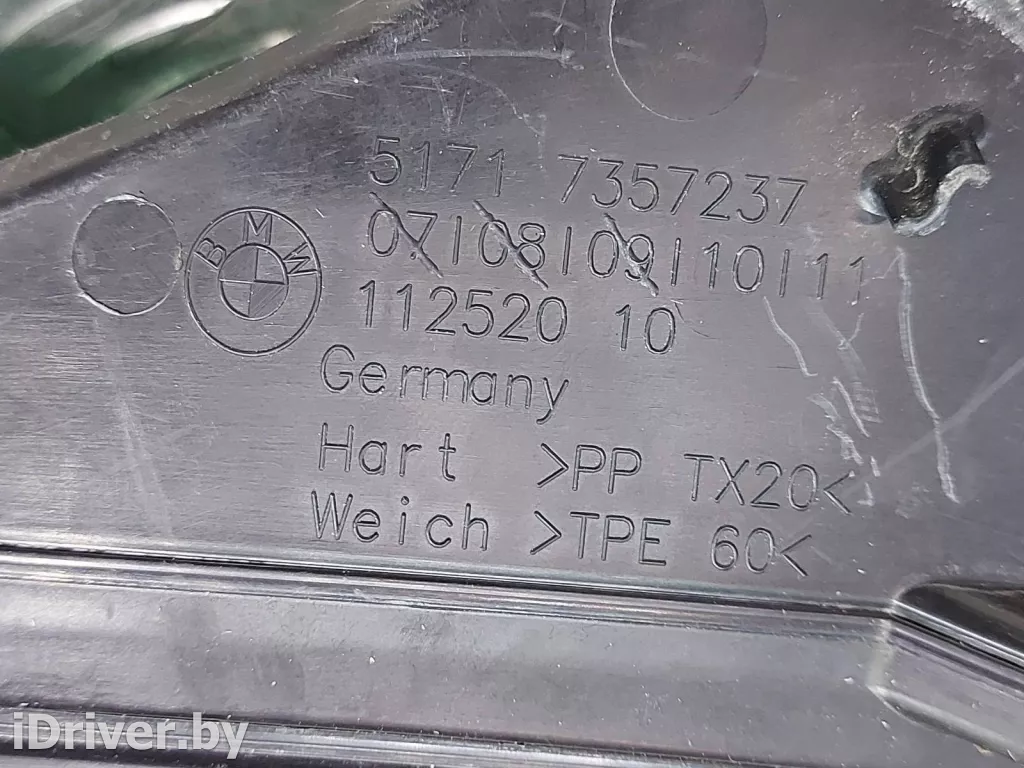 5171 7357237
BMW
07/08/09/10/11
112520 10
Germany
Hart >PP TX20<
Weich >TPE 60<
iDriver.by